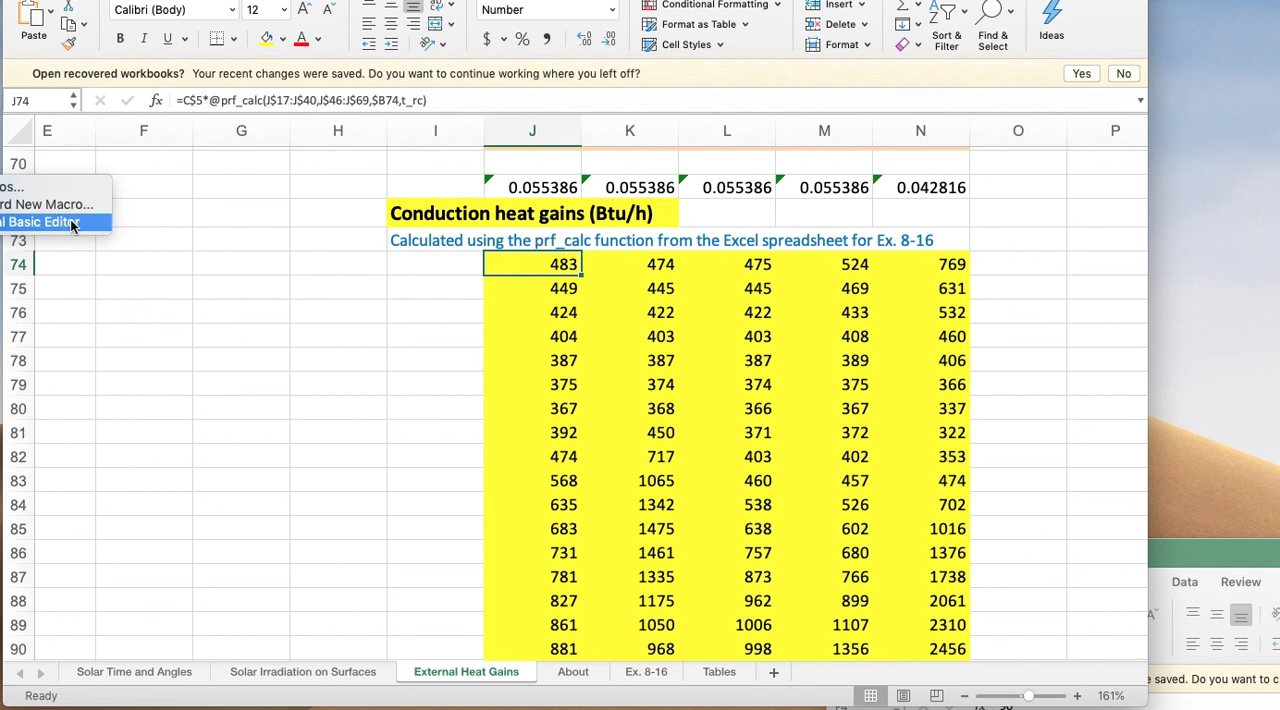 Calibri (Body) 12 Number Conditional Formatting Insert
Format as Table Delete
Paste B I U $ % Cell Styles Format Sort & Filter Find & Select Ideas
Open recovered workbooks? Your recent changes were saved. Do you want to continue working where you left off? Yes No
J74 fx =C$5*@prf_calc(J$17:J$40,J$46:J$69,$B74,t_rc)
E F G H I J K L M N O P
70
os...
0.055386 0.055386 0.055386 0.055386 0.042816
rd New Macro...
Conduction heat gains (Btu/h)
al Basic Editor
73 Calculated using the prf_calc function from the Excel spreadsheet for Ex. 8-16
74 483 474 475 524 769
75 449 445 445 469 631
76 424 422 422 433 532
77 404 403 403 408 460
78 387 387 387 389 406
79 375 374 374 375 366
80 367 368 366 367 337
81 392 450 371 372 322
82 474 717 403 402 353
83 568 1065 460 457 474
84 635 1342 538 526 702
85 683 1475 638 602 1016
86 731 1461 757 680 1376
87 781 1335 873 766 1738
88 827 1175 962 899 2061
89 861 1050 1006 1107 2310
90 881 968 998 1356 2456
Solar Time and Angles Solar Irradiation on Surfaces External Heat Gains About Ex. 8-16 Tables +
Ready 161%
Data Review
saved. Do you want to c